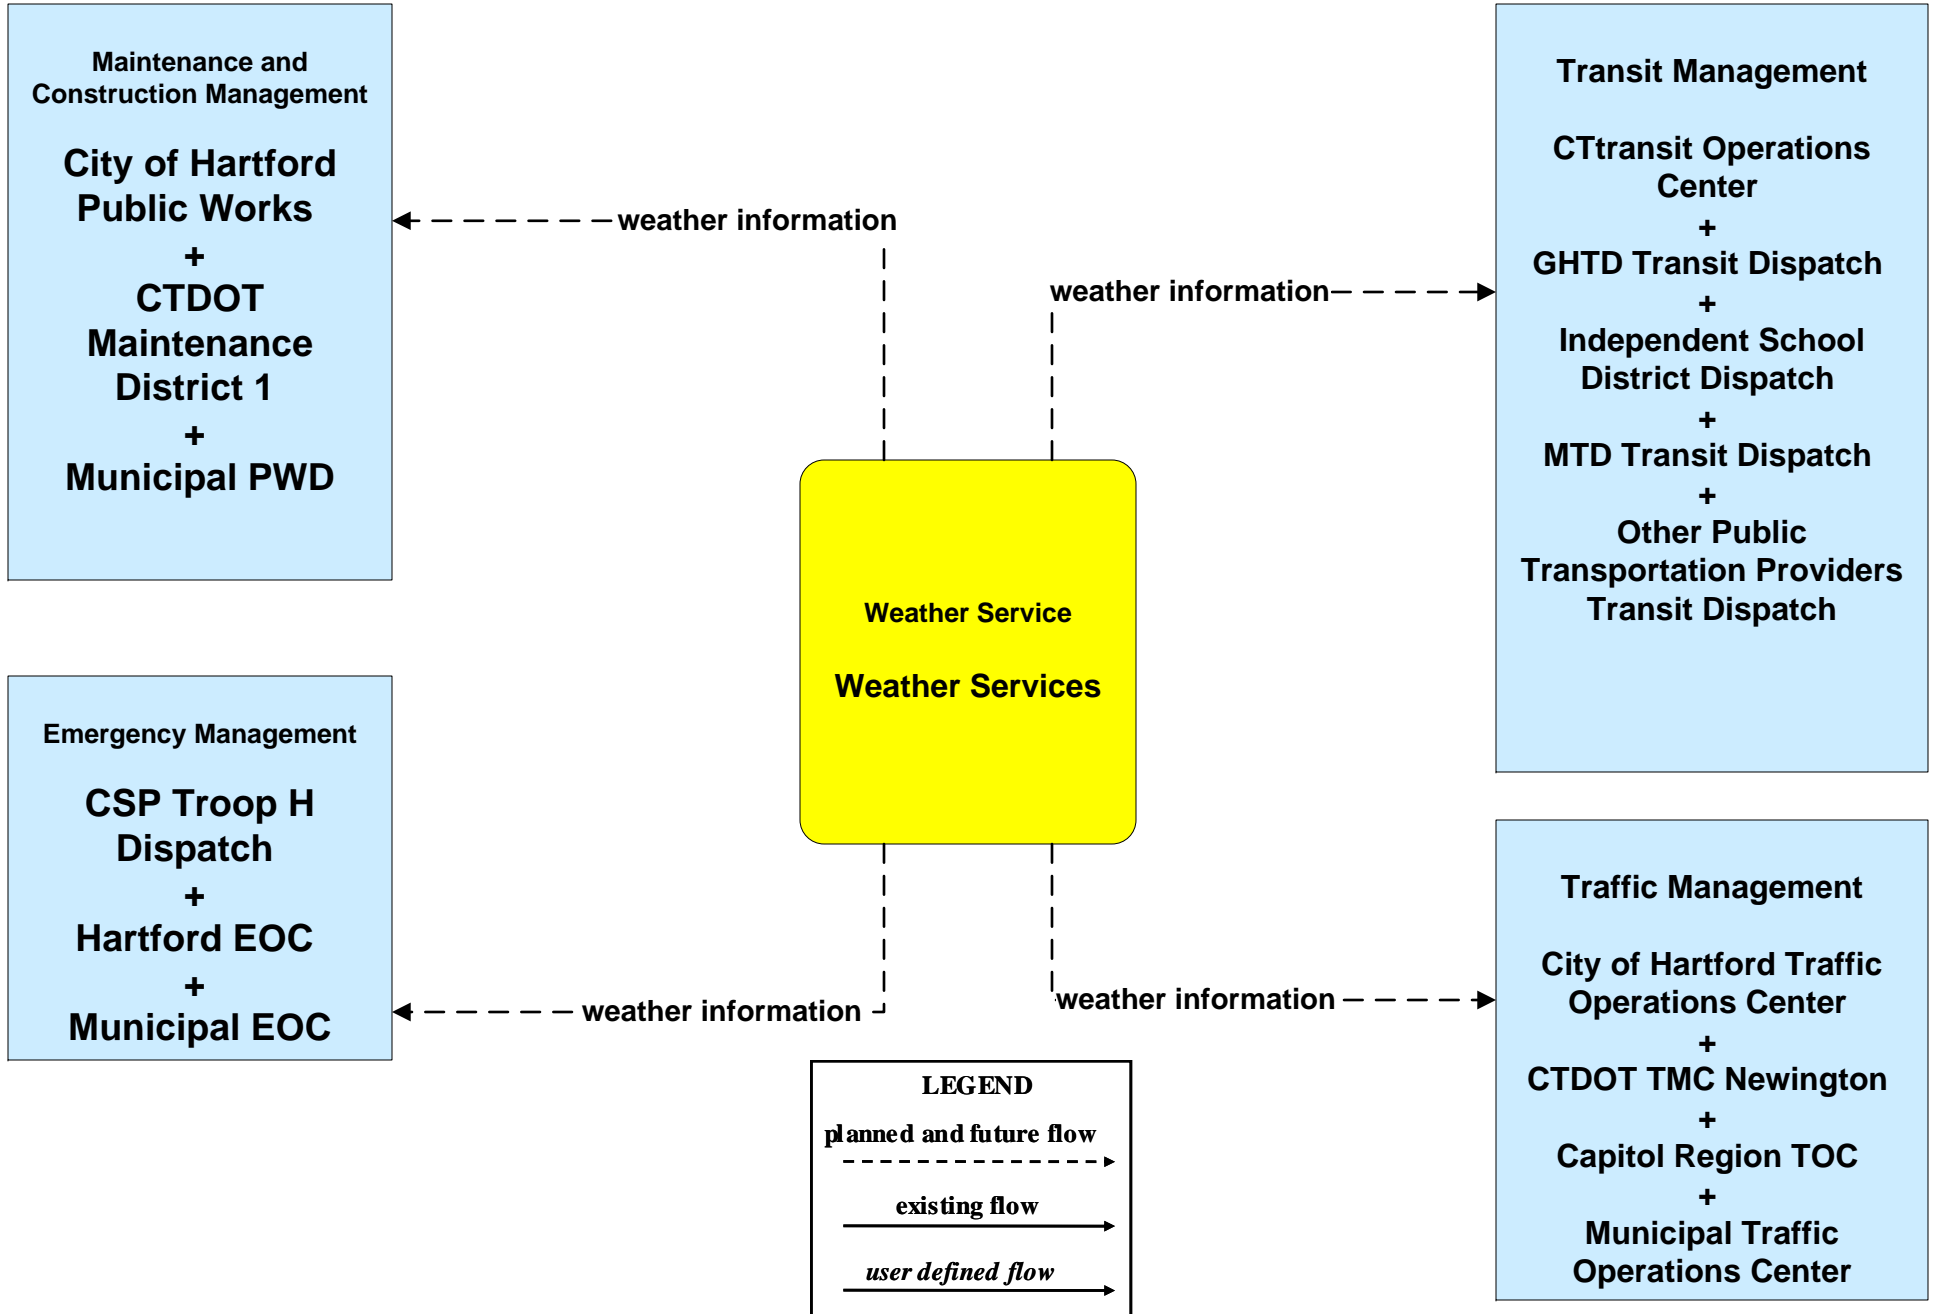 Maintenance and
Construction Management
City of Hartford
Public Works
+
CTDOT
Maintenance
District 1
+
Municipal PWD
weather information
Transit Management
CTtransit Operations
Center
+
GHTD Transit Dispatch
+
Independent School
District Dispatch
+
MTD Transit Dispatch
+
Other Public
Transportation Providers
Transit Dispatch
weather information
Weather Service
Weather Services
Emergency Management
CSP Troop H
Dispatch
+
Hartford EOC
+
Municipal EOC
weather information
Traffic Management
City of Hartford Traffic
Operations Center
+
CTDOT TMC Newington
+
Capitol Region TOC
+
Municipal Traffic
Operations Center
weather information
LEGEND
planned and future flow
existing flow
user defined flow